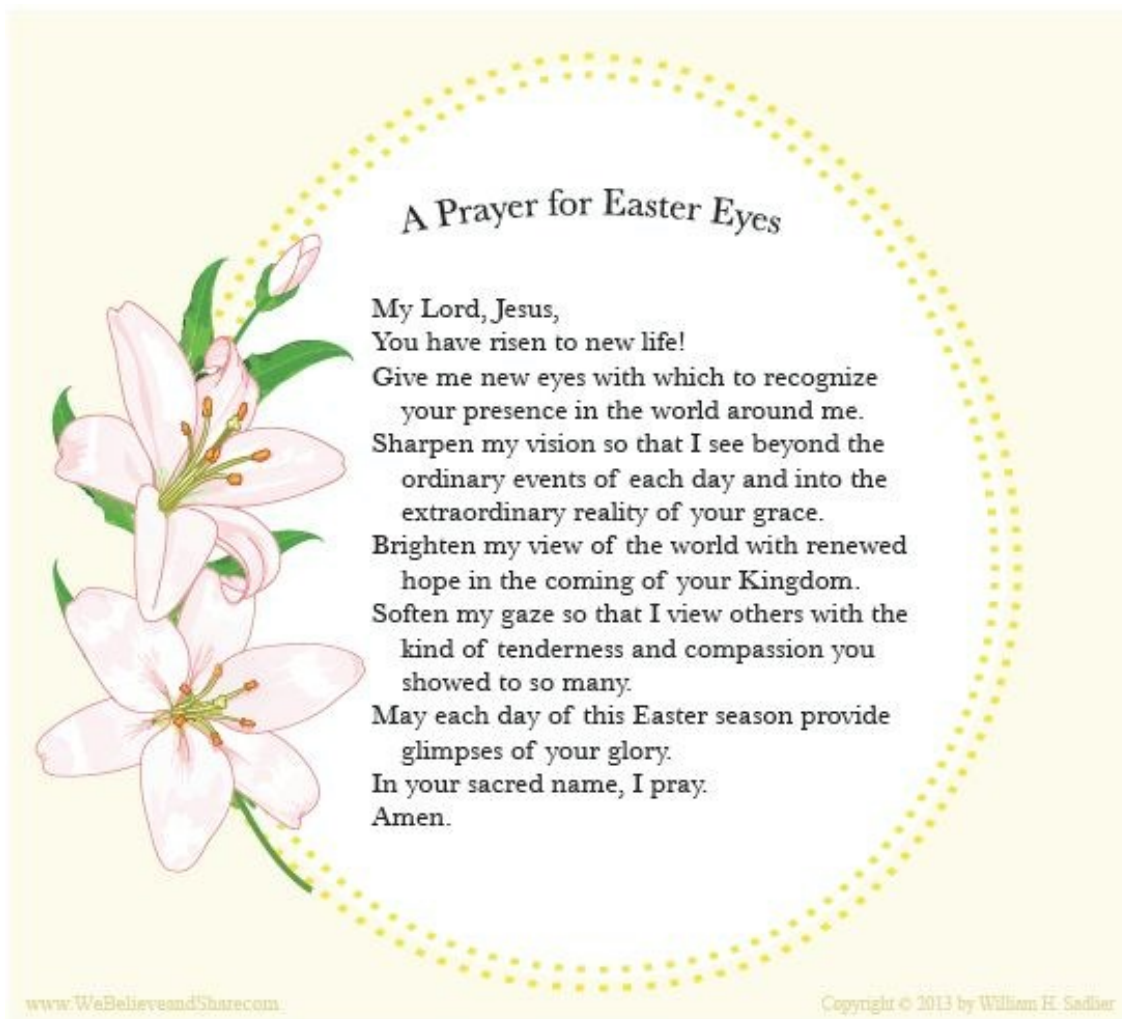 A Prayer for Easter Eyes
My Lord, Jesus,
You have risen to new life!
Give me new eyes with which to recognize
your presence in the world around me.
Sharpen my vision so that I see beyond the
ordinary events of each day and into the
extraordinary reality of your grace.
Brighten my view of the world with renewed
hope in the coming of your Kingdom.
Soften my gaze so that I view others with the
kind of tenderness and compassion you
showed to so many.
May each day of this Easter season provide
glimpses of your glory.
In your sacred name, I pray.
Amen.
www.WeBelieveandShare.com
Copyright © 2013 by William H. Sadlier